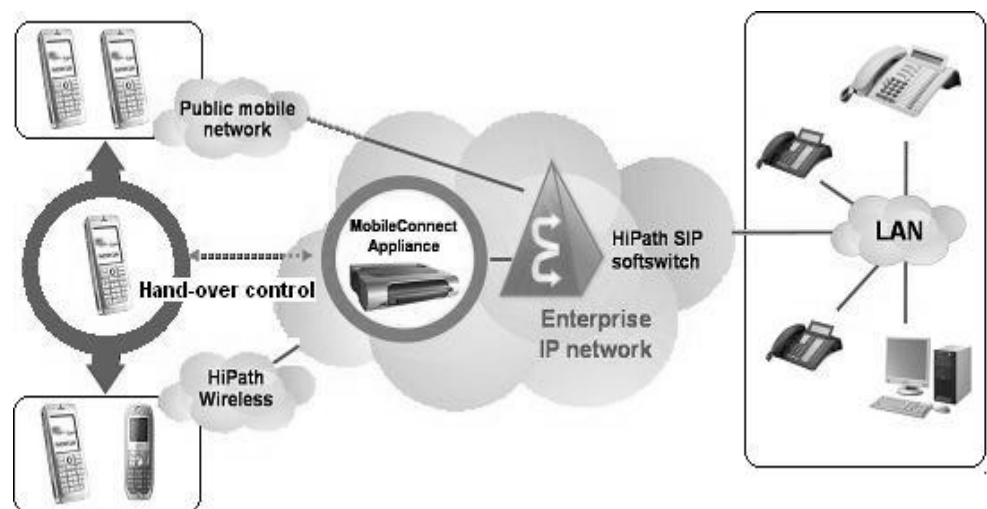 Public mobile
network
MobileConnect
Appliance
HiPath SIP
softswitch
LAN
Hand-over control
Enterprise
IP network
HiPath
Wireless